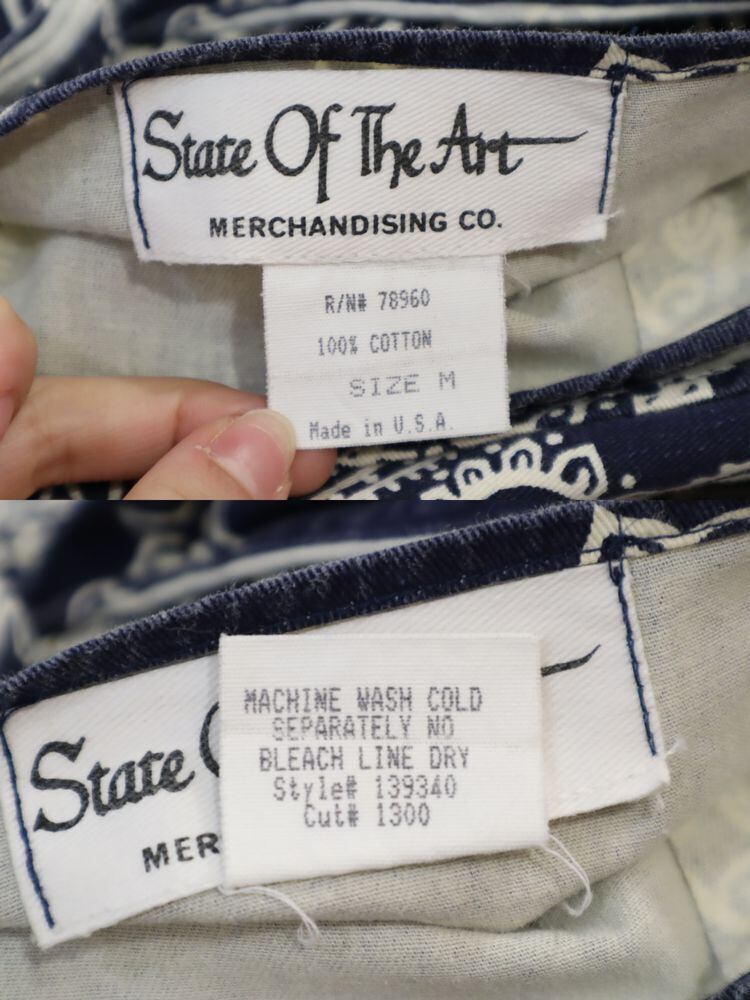 State Of The Art
MERCHANDISING CO.
R/N# 78960
100% COTTON
SIZE M
Made in U.S.A.
State O
MER
MACHINE WASH COLD
SEPARATELY NO
BLEACH LINE DRY
Style# 139340
Cut# 1300